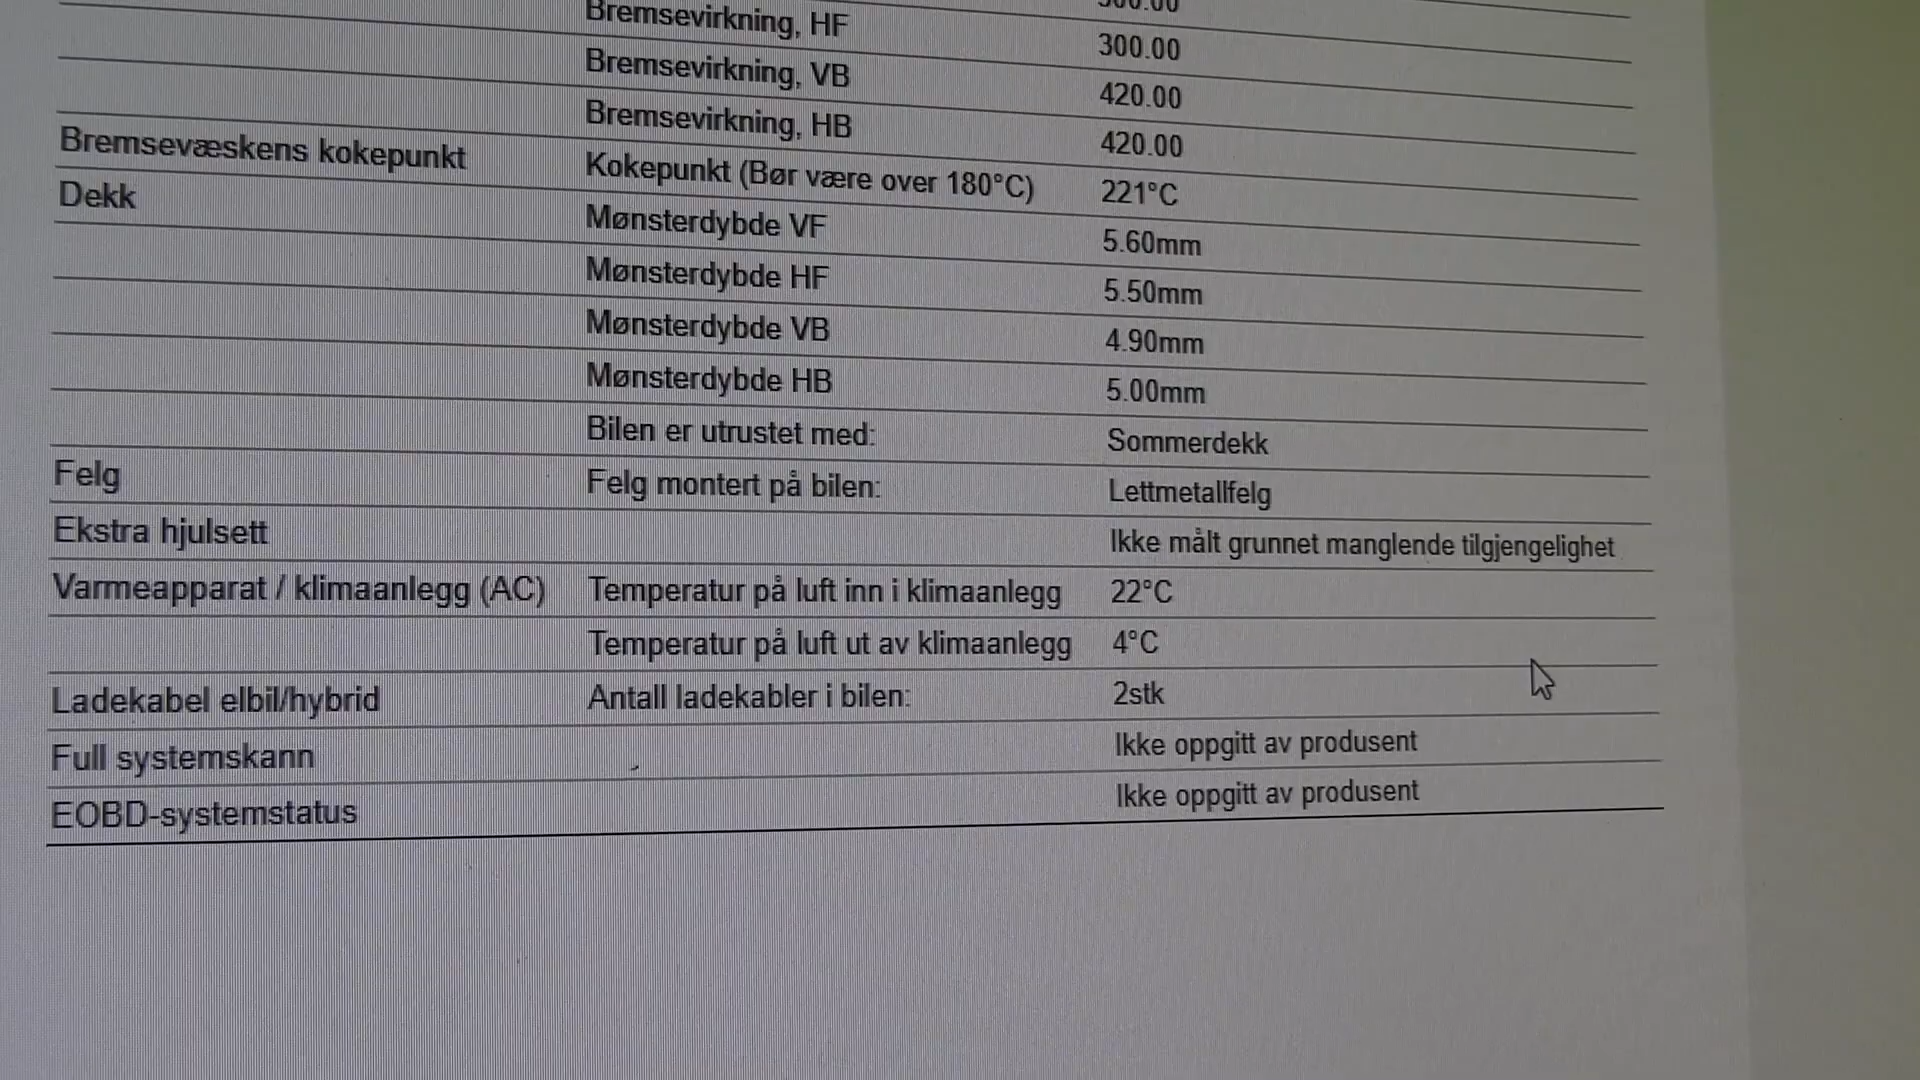 Bremsevirkning, HF 300.00
Bremsevirkning, VB 420.00
Bremsevirkning, HB 420.00
Bremsevæskens kokepunkt Kokepunkt (Bør være over 180°C) 221°C
Dekk Mønsterdybde VF 5.60mm
Mønsterdybde HF 5.50mm
Mønsterdybde VB 4.90mm
Mønsterdybde HB 5.00mm
Bilen er utrustet med: Sommerdekk
Felg Felg montert på bilen: Lettmetallfelg
Ekstra hjulsett Ikke målt grunnet manglende tilgjengelighet
Varmeapparat / klimaanlegg (AC) Temperatur på luft inn i klimaanlegg 22°C
Temperatur på luft ut av klimaanlegg 4°C
Ladekabel elbil/hybrid Antall ladekabler i bilen: 2stk
Full systemskann Ikke oppgitt av produsent
EOBD-systemstatus Ikke oppgitt av produsent